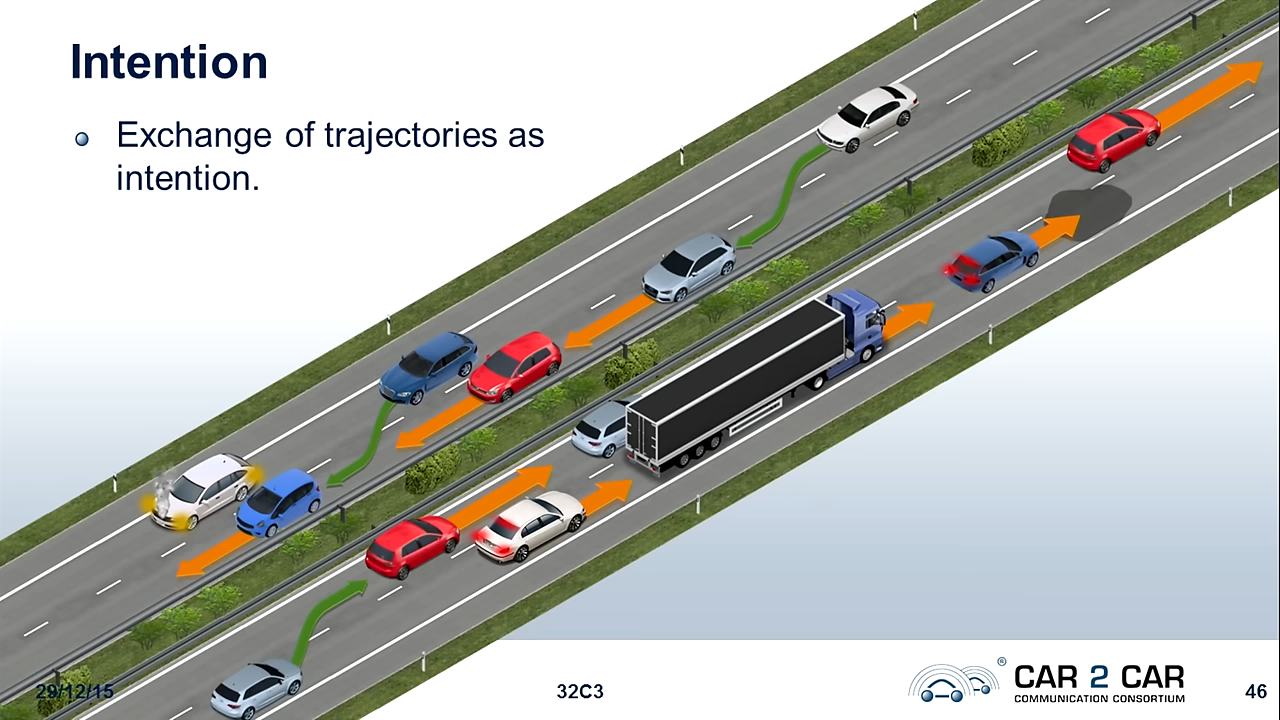 Intention
Exchange of trajectories as
intention.
29/12/15
32C3
CAR 2 CAR
COMMUNICATION CONSORTIUM
®
46